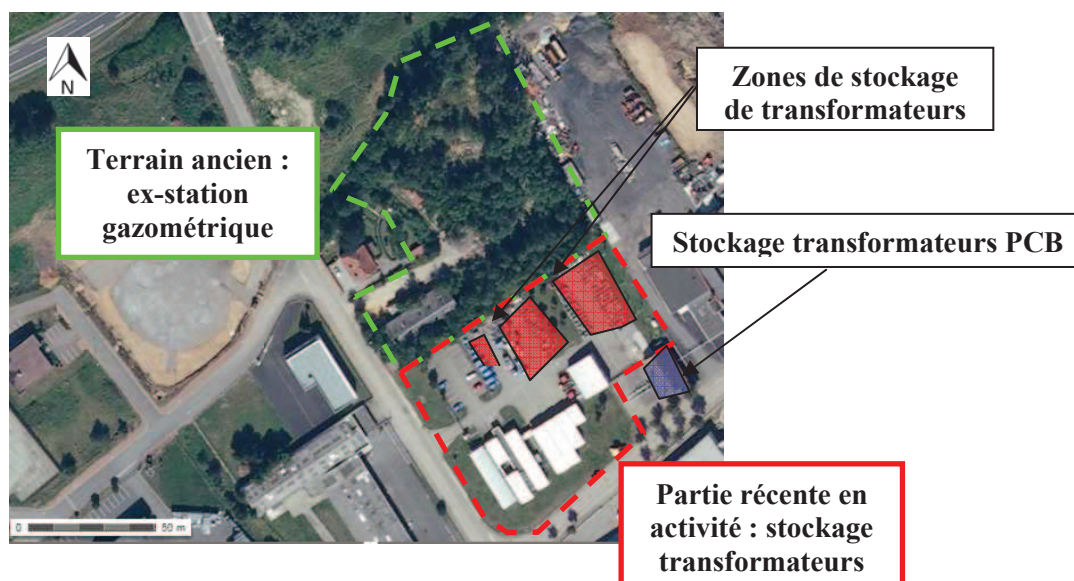 N
Zones de stockage
de transformateurs
Terrain ancien :
ex-station
gazométrique
Stockage transformateurs PCB
0 50 m
Partie récente en
activité : stockage
transformateurs